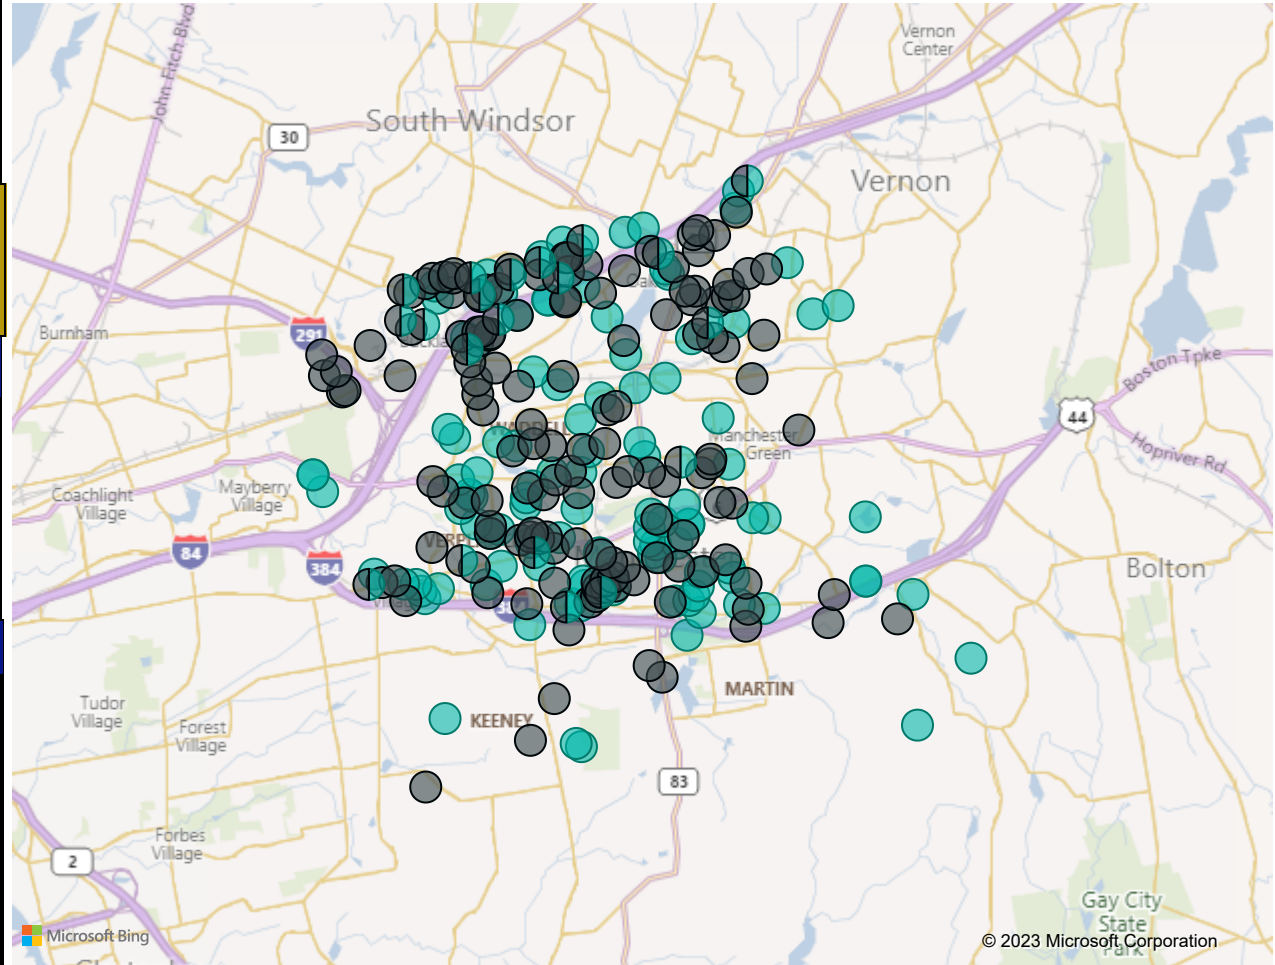 John Fitch Blvd
Vernon
Center
South Windsor
30
Vernon
291
Burnham
Boston Tpke
44
Manchester
Green
Hopriver Rd
Coachlight
Village
Mayberry
Village
84
384
Bolton
MARTIN
Tudor
Village
KEENEY
Forest
Village
83
Forbes
Village
2
Gay City
State
Park
Microsoft Bing
© 2023 Microsoft Corporation